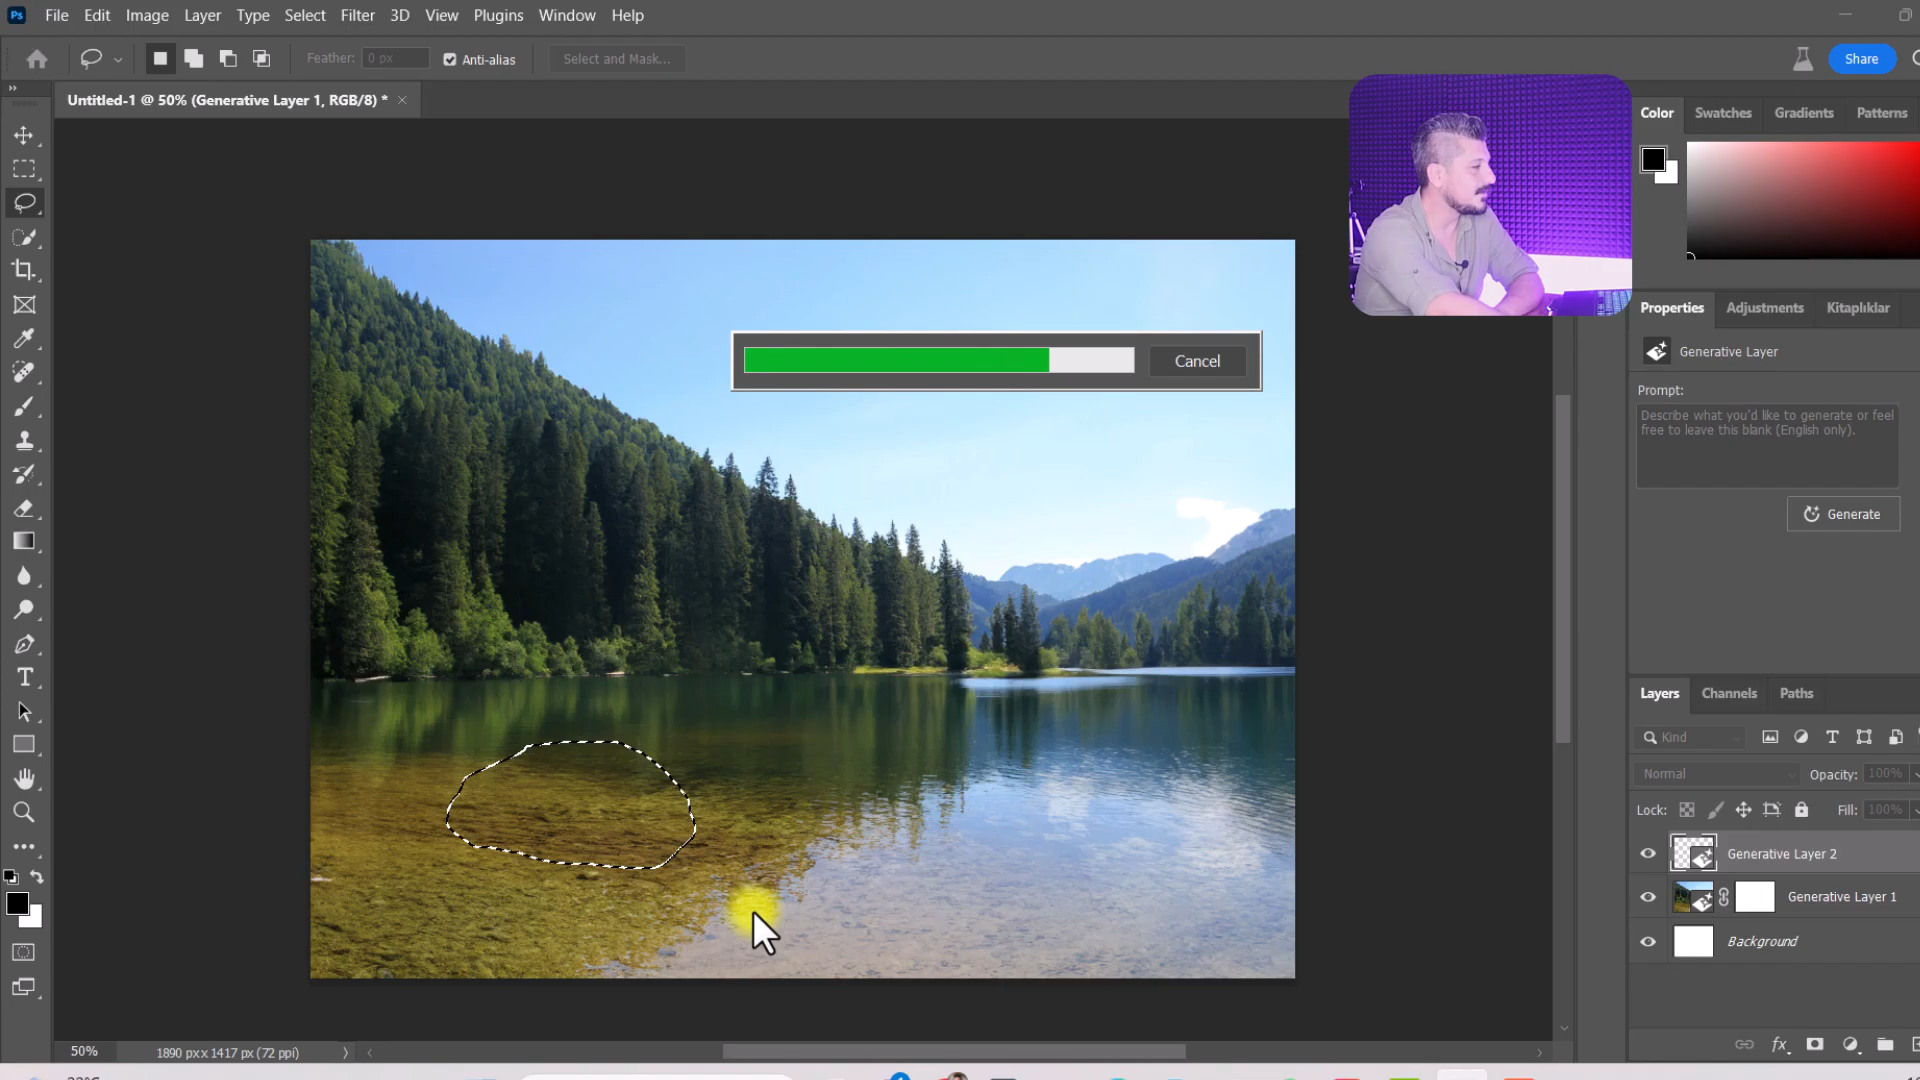 Ps File Edit Image Layer Type Select Filter 3D View Plugins Window Help
Feather: 0 px Anti-alias Select and Mask... Share
Untitled-1 @ 50% (Generative Layer 1, RGB/8) *
Color Swatches Gradients Patterns
Properties Adjustments Kitaplıklar
Generative Layer
Cancel
Prompt:
Describe what you'd like to generate or feel
free to leave this blank (English only).
Generate
Layers Channels Paths
Kind
Normal Opacity: 100%
Lock: Fill: 100%
Generative Layer 2
Generative Layer 1
Background
fx
50% 1890 px x 1417 px (72 ppi)